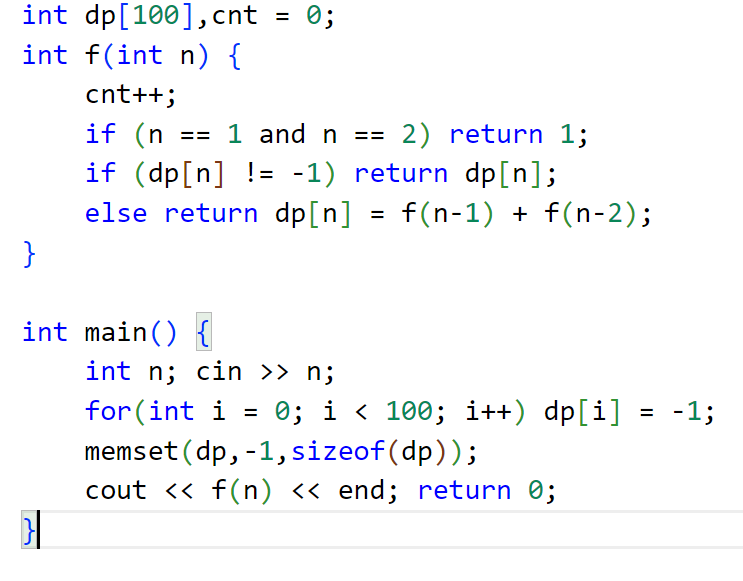 int dp[100],cnt = 0;
int f(int n) {
    cnt++;
    if (n == 1 and n == 2) return 1;
    if (dp[n] != -1) return dp[n];
    else return dp[n] = f(n-1) + f(n-2);
}

int main() {
    int n; cin >> n;
    for(int i = 0; i < 100; i++) dp[i] = -1;
    memset(dp,-1,sizeof(dp));
    cout << f(n) << end; return 0;
}